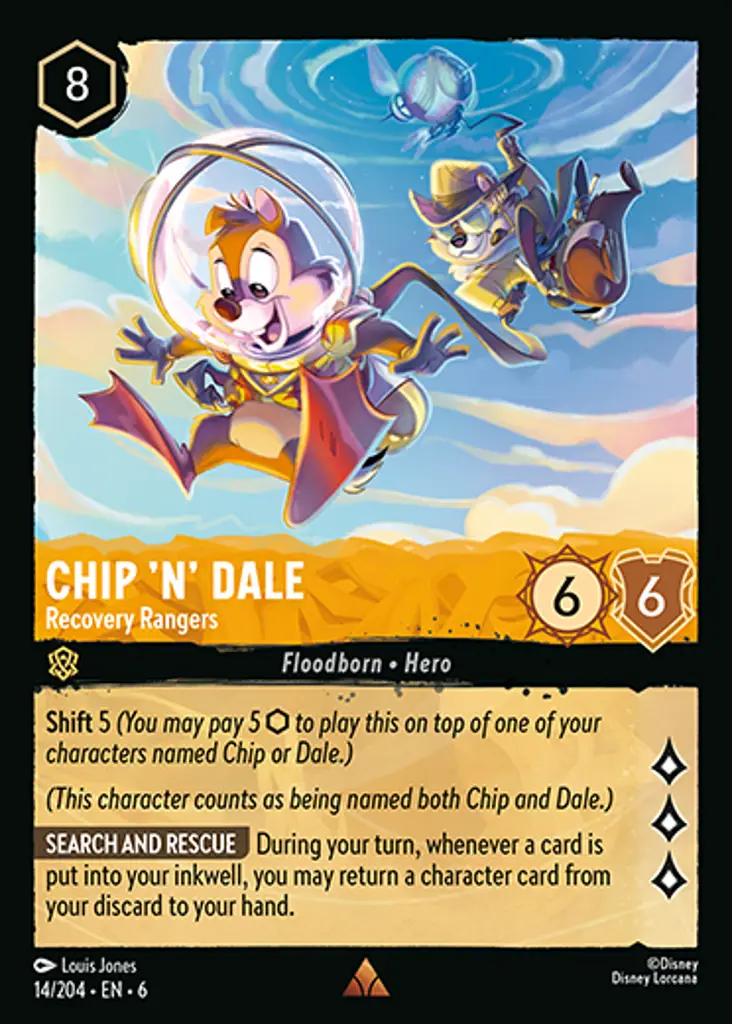 8
CHIP ’N’ DALE
Recovery Rangers
6
6
Floodborn • Hero
Shift 5 (You may pay 5 ⬡ to play this on top of one of your
characters named Chip or Dale.)
(This character counts as being named both Chip and Dale.)
SEARCH AND RESCUE During your turn, whenever a card is
put into your inkwell, you may return a character card from
your discard to your hand.
Louis Jones
14/204 • EN • 6
©Disney
Disney Lorcana